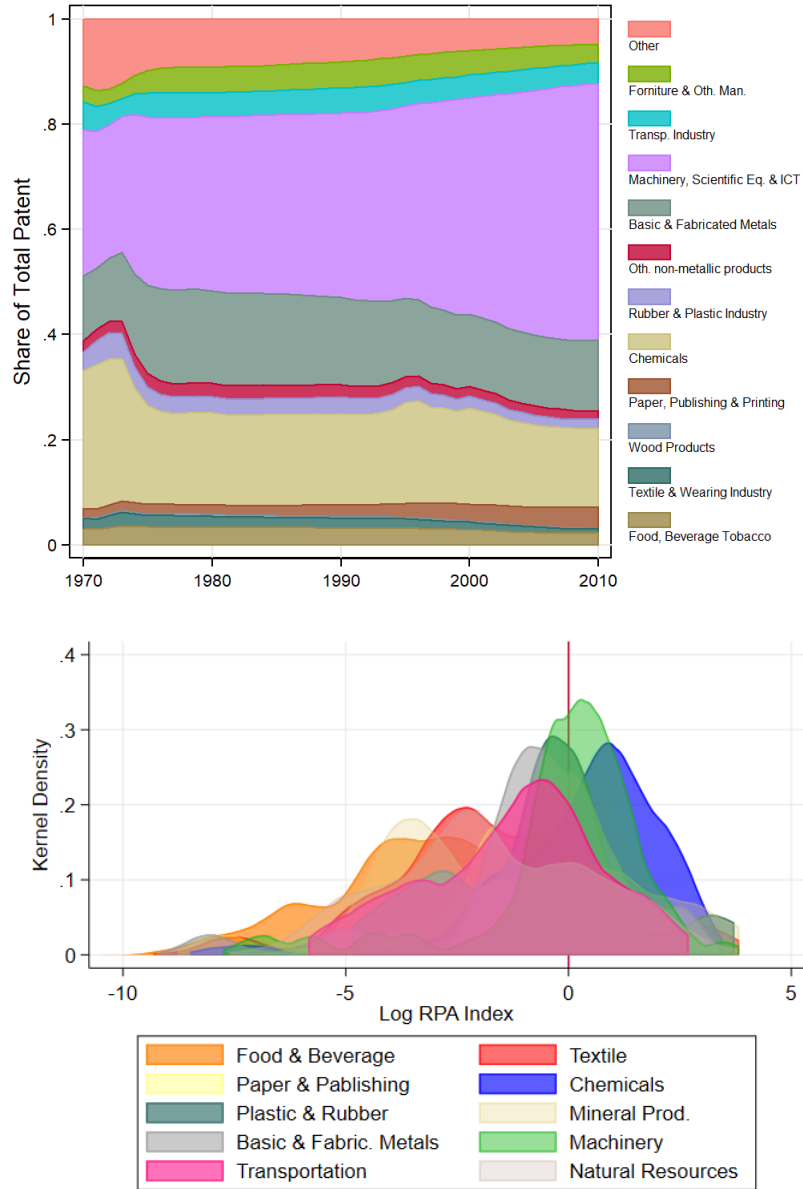 1
.8
.6
.4
.2
0
Share of Total Patent
1970 1980 1990 2000 2010
Other
Forniture & Oth. Man.
Transp. Industry
Machinery, Scientific Eq. & ICT
Basic & Fabricated Metals
Oth. non-metallic products
Rubber & Plastic Industry
Chemicals
Paper, Publishing & Printing
Wood Products
Textile & Wearing Industry
Food, Beverage Tobacco
.4
.3
.2
.1
0
Kernel Density
-10 -5 0 5
Log RPA Index
Food & Beverage Textile
Paper & Pablishing Chemicals
Plastic & Rubber Mineral Prod.
Basic & Fabric. Metals Machinery
Transportation Natural Resources